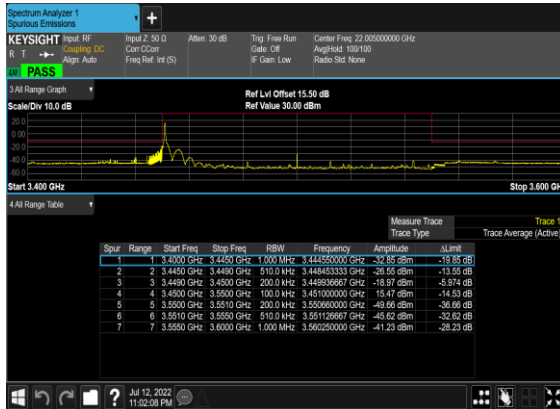 Spectrum Analyzer 1
Spurious Emissions
KEYSIGHT
Input: RF
Coupling: DC
Align: Auto
Input Z: 50 Ω
Corr CCorr
Freq Ref: Int (S)
Atten: 30 dB
Trig: Free Run
Gate: Off
IF Gain: Low
Center Freq: 22.005000000 GHz
Avg|Hold: 100/100
Radio Std: None
R T
PASS
3 All Range Graph
Ref Lvl Offset 15.50 dB
Scale/Div 10.0 dB
Ref Value 30.00 dBm
20.0
0.00
-20.0
-40.0
-60.0
Start 3.400 GHz
Stop 3.600 GH
4 All Range Table
Measure Trace Trace 1
Trace Type Trace Average (Active)
Spur Range Start Freq Stop Freq RBW Frequency Amplitude ΔLimit
1 1 3.4000 GHz 3.4450 GHz 1.000 MHz 3.444550000 GHz -32.85 dBm -19.85 dB
2 2 3.4450 GHz 3.4490 GHz 510.0 kHz 3.448453333 GHz -26.55 dBm -13.55 dB
3 3 3.4490 GHz 3.4500 GHz 200.0 kHz 3.449936667 GHz -18.97 dBm -5.974 dB
4 4 3.4500 GHz 3.5500 GHz 100.0 kHz 3.451000000 GHz 15.47 dBm -14.53 dB
5 5 3.5500 GHz 3.5510 GHz 200.0 kHz 3.550660000 GHz -49.66 dBm -36.66 dB
6 6 3.5510 GHz 3.5550 GHz 510.0 kHz 3.551126667 GHz -45.62 dBm -32.62 dB
7 7 3.5550 GHz 3.6000 GHz 1.000 MHz 3.560250000 GHz -41.23 dBm -28.23 dB
Jul 12, 2022
11:02:08 PM